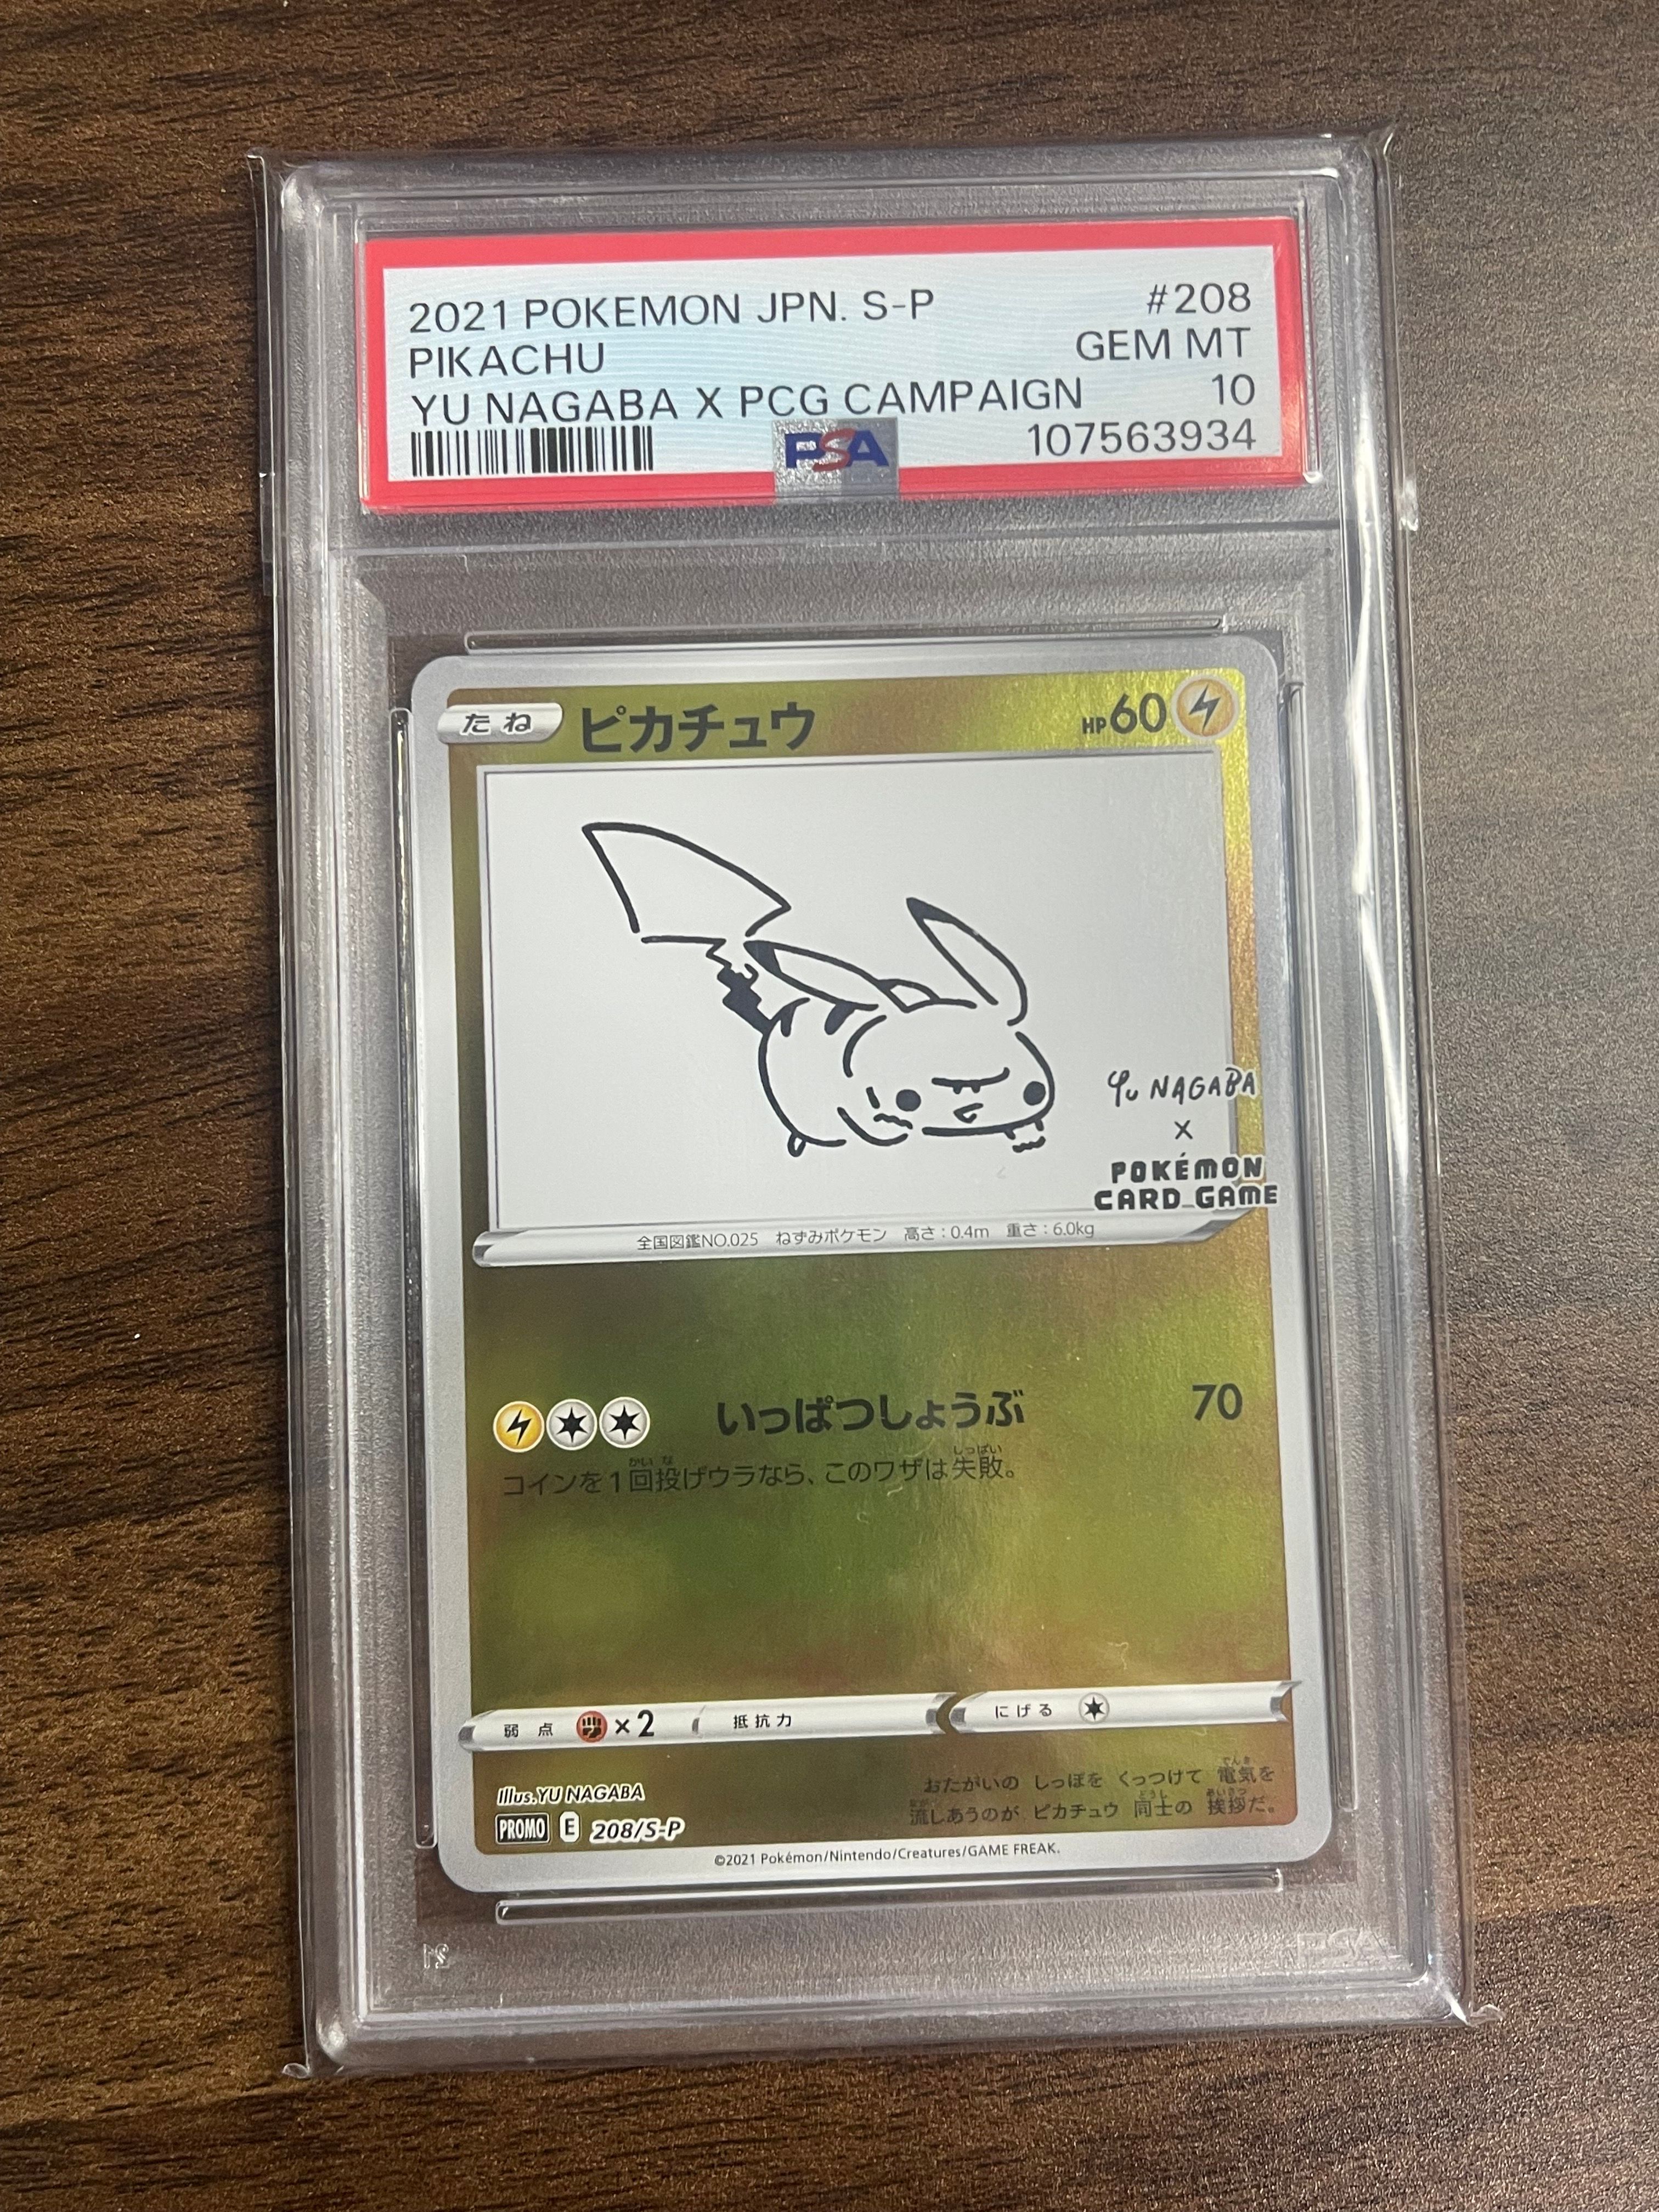 2021 POKEMON JPN. S-P #208
PIKACHU GEM MT
YU NAGABA X PCG CAMPAIGN 10
PSA 107563934
たね ピカチュウ HP60
YU NAGABA
×
POKÉMON
CARD GAME
全国図鑑NO.025 ねずみポケモン 高さ:0.4m 重さ:6.0kg
いっぱつしょうぶ 70
コインを1回投げウラなら、このワザは失敗。
弱点 ×2 抵抗力 にげる
Illus.YU NAGABA
おたがいの しっぽを くっつけて 電気を
流しあうのが ピカチュウ 同士の 挨拶だ。
PROMO E 208/S-P
©2021 Pokémon/Nintendo/Creatures/GAME FREAK.
PSA